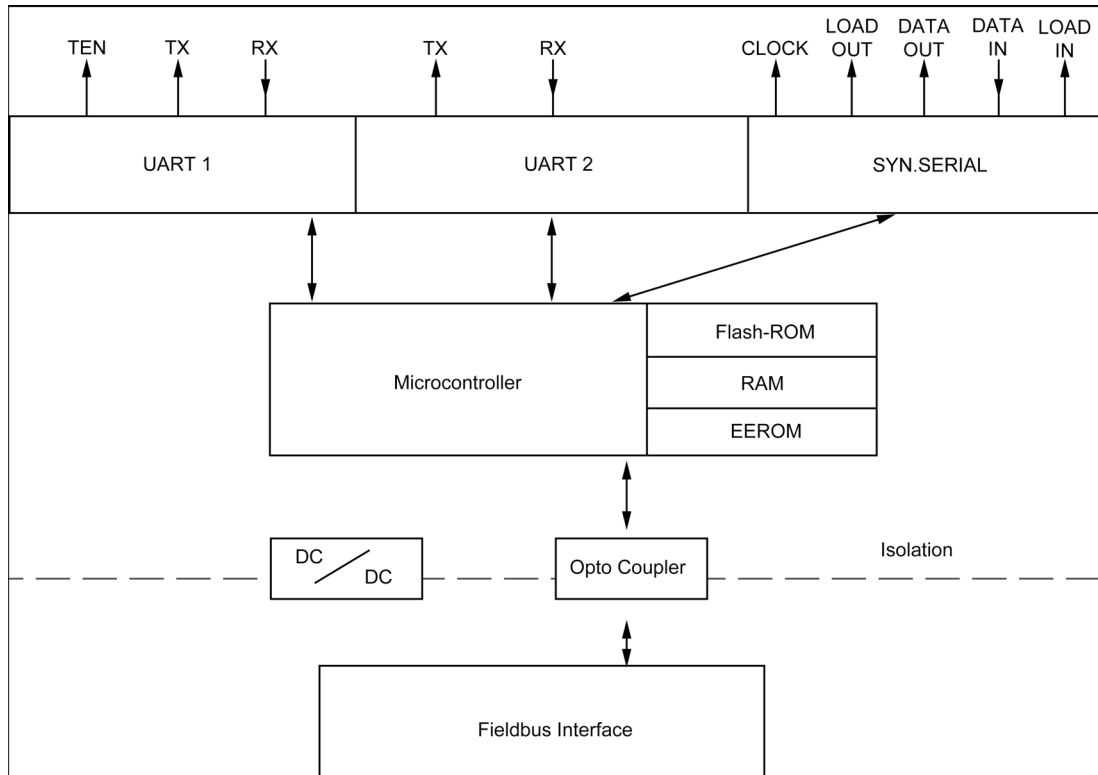 TEN
TX
RX
TX
RX
CLOCK
LOAD
OUT
DATA
OUT
DATA
IN
LOAD
IN
UART 1
UART 2
SYN.SERIAL
Microcontroller
Flash-ROM
RAM
EEROM
DC
DC
Opto Coupler
Isolation
Fieldbus Interface